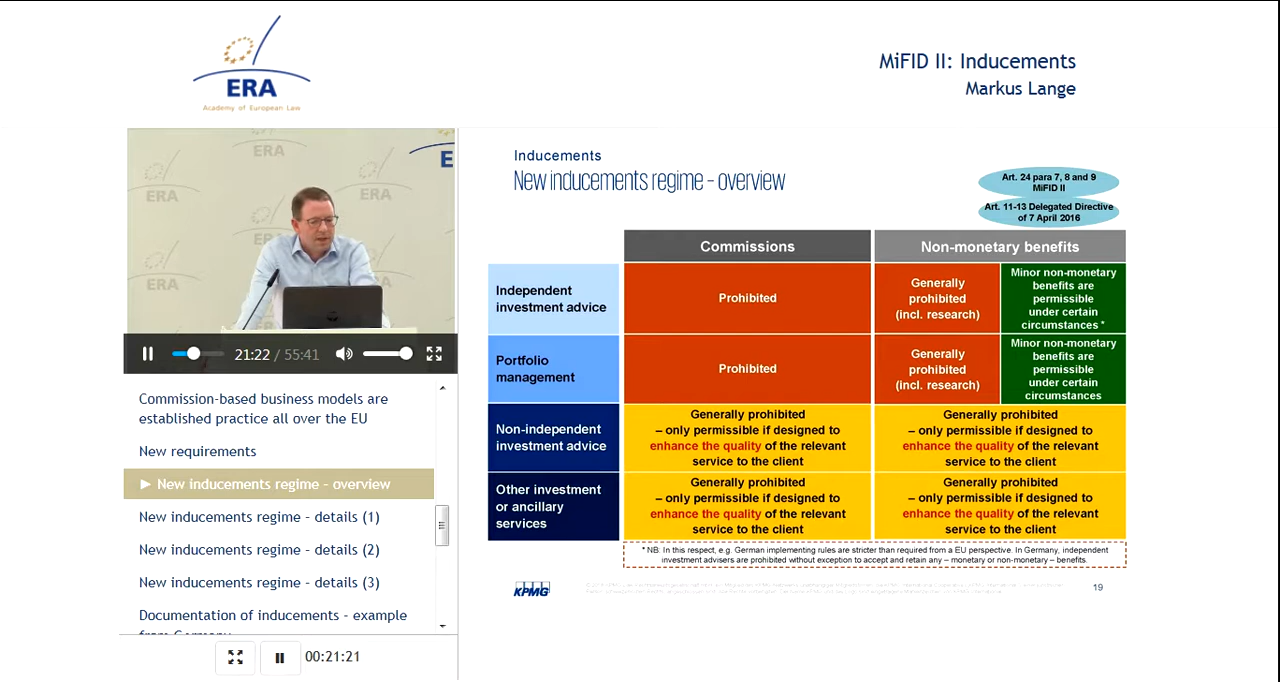 ERA
Academy of European Law
MiFID II: Inducements
Markus Lange
ERA
ERA
ERA
ERA
ERA
E
21:22 / 55:41
Commission-based business models are
established practice all over the EU
New requirements
► New inducements regime - overview
New inducements regime - details (1)
New inducements regime - details (2)
New inducements regime - details (3)
Documentation of inducements - example
from Germany
00:21:21
Inducements
New inducements regime – overview
Art. 24 para 7, 8 and 9
MiFID II
Art. 11-13 Delegated Directive
of 7 April 2016
Commissions
Non-monetary benefits
Independent
investment advice
Prohibited
Generally
prohibited
(incl. research)
Minor non-monetary
benefits are
permissible
under certain
circumstances *
Portfolio
management
Prohibited
Generally
prohibited
(incl. research)
Minor non-monetary
benefits are
permissible
under certain
circumstances
Non-independent
investment advice
Generally prohibited
– only permissible if designed to
enhance the quality of the relevant
service to the client
Generally prohibited
– only permissible if designed to
enhance the quality of the relevant
service to the client
Other investment
or ancillary
services
Generally prohibited
– only permissible if designed to
enhance the quality of the relevant
service to the client
Generally prohibited
– only permissible if designed to
enhance the quality of the relevant
service to the client
* NB: In this respect, e.g. German implementing rules are stricter than required from a EU perspective. In Germany, independent
investment advisers are prohibited without exception to accept and retain any – monetary or non-monetary – benefits.
KPMG
19